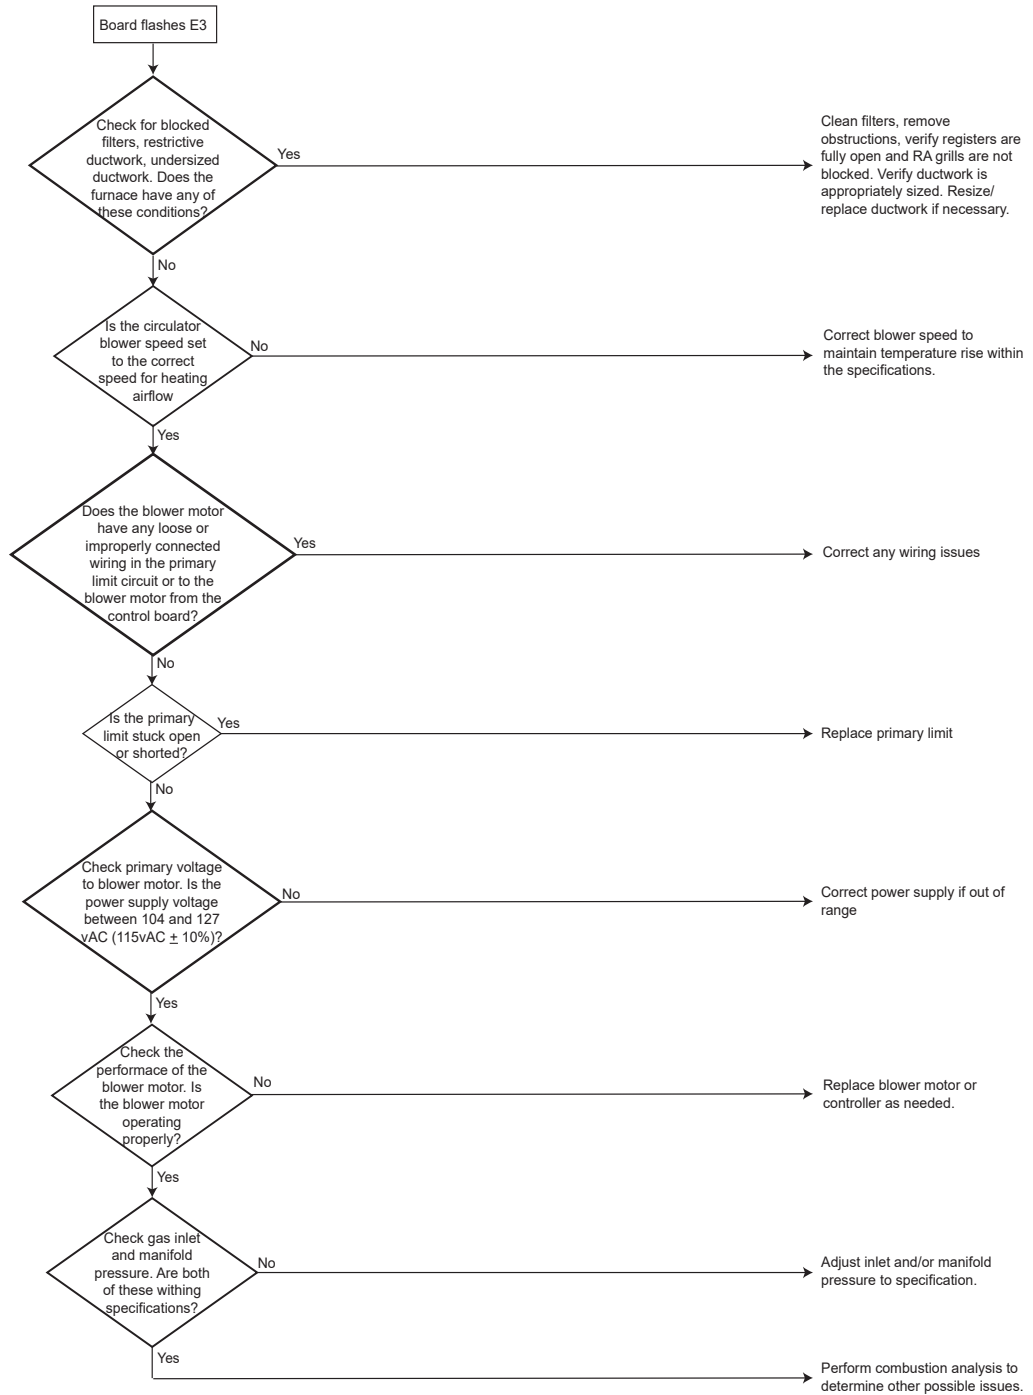 Board flashes E3
Check for blocked
filters, restrictive
ductwork, undersized
ductwork. Does the
furnace have any of
these conditions?
Yes
Clean filters, remove
obstructions, verify registers are
fully open and RA grills are not
blocked. Verify ductwork is
appropriately sized. Resize/
replace ductwork if necessary.
No
Is the circulator
blower speed set
to the correct
speed for heating
airflow
No
Correct blower speed to
maintain temperature rise within
the specifications.
Yes
Does the blower motor
have any loose or
improperly connected
wiring in the primary
limit circuit or to the
blower motor from the
control board?
Yes
Correct any wiring issues
No
Is the primary
limit stuck open
or shorted?
Yes
Replace primary limit
No
Check primary voltage
to blower motor. Is the
power supply voltage
between 104 and 127
vAC (115vAC ± 10%)?
No
Correct power supply if out of
range
Yes
Check the
performace of the
blower motor. Is
the blower motor
operating
properly?
No
Replace blower motor or
controller as needed.
Yes
Check gas inlet
and manifold
pressure. Are both
of these withing
specifications?
No
Adjust inlet and/or manifold
pressure to specification.
Yes
Perform combustion analysis to
determine other possible issues.